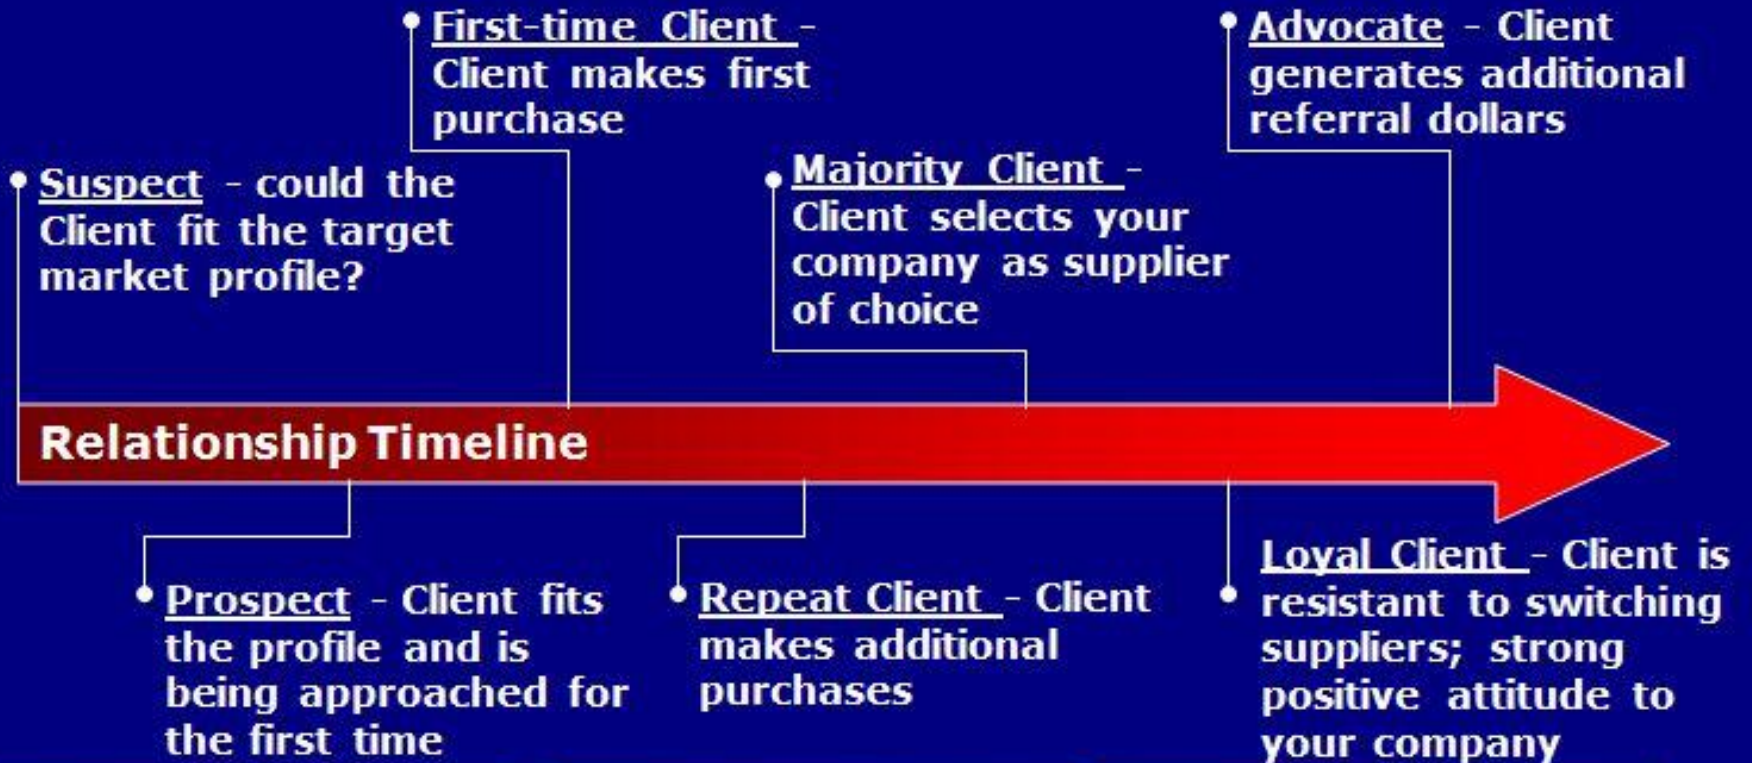 First-time Client -
Client makes first
purchase
Advocate - Client
generates additional
referral dollars
Suspect - could the
Client fit the target
market profile?
Majority Client -
Client selects your
company as supplier
of choice
Relationship Timeline
Prospect - Client fits
the profile and is
being approached for
the first time
Repeat Client - Client
makes additional
purchases
Loyal Client - Client is
resistant to switching
suppliers; strong
positive attitude to
your company